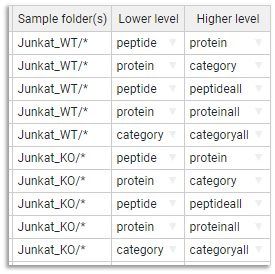 Sample folder(s) Lower level Higher level
Junkat_WT/* peptide protein
Junkat_WT/* protein category
Junkat_WT/* peptide peptideall
Junkat_WT/* protein proteinall
Junkat_WT/* category categoryall
Junkat_KO/* peptide protein
Junkat_KO/* protein category
Junkat_KO/* peptide peptideall
Junkat_KO/* protein proteinall
Junkat_KO/* category categoryall